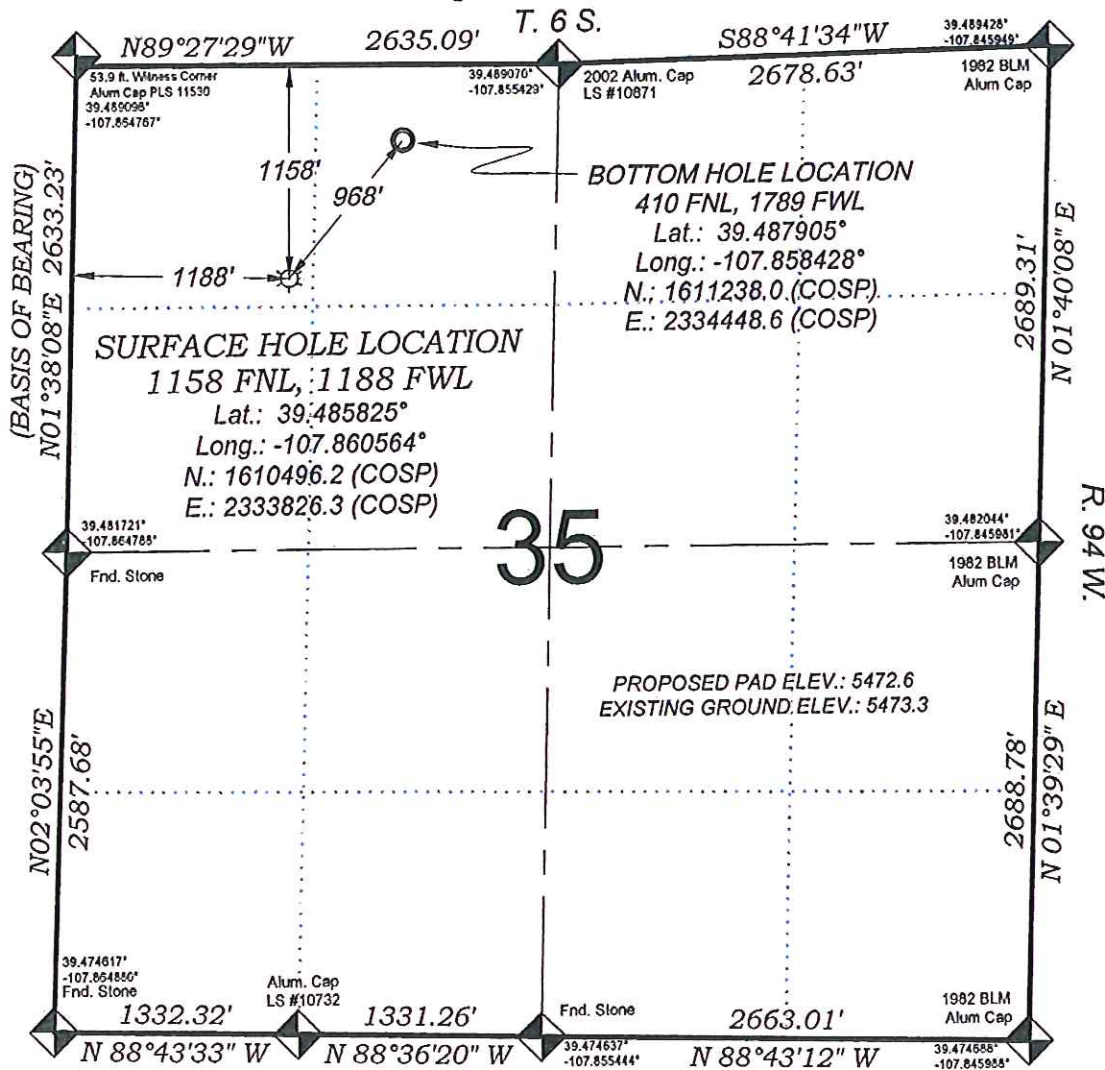 T. 6 S.
N89°27'29"W 2635.09'
S88°41'34"W
2678.63'
39.489428°
-107.845949°
1982 BLM
Alum Cap
53.9 ft. Witness Corner
Alum Cap PLS 11530
39.489098°
-107.864767°
39.489070°
-107.855429°
2002 Alum. Cap
LS #10871
1158'
968'
1188'
BOTTOM HOLE LOCATION
410 FNL, 1789 FWL
Lat.: 39.487905°
Long.: -107.858428°
N.: 1611238.0 (COSP)
E.: 2334448.6 (COSP)
(BASIS OF BEARING)
N01°38'08"E 2633.23'
2689.31'
N 01°40'08" E
SURFACE HOLE LOCATION
1158 FNL, 1188 FWL
Lat.: 39.485825°
Long.: -107.860564°
N.: 1610496.2 (COSP)
E.: 2333826.3 (COSP)
R. 94 W.
39.481721°
-107.864788°
Fnd. Stone
35
39.482044°
-107.845981°
1982 BLM
Alum Cap
PROPOSED PAD ELEV.: 5472.6
EXISTING GROUND ELEV.: 5473.3
N02°03'55"E
2587.68'
2688.78'
N 01°39'29" E
39.474617°
-107.864880°
Fnd. Stone
Alum. Cap
LS #10732
Fnd. Stone
1982 BLM
Alum Cap
1332.32'
1331.26'
2663.01'
N 88°43'33" W
N 88°36'20" W
39.474637°
-107.855444°
N 88°43'12" W
39.474688°
-107.845988°